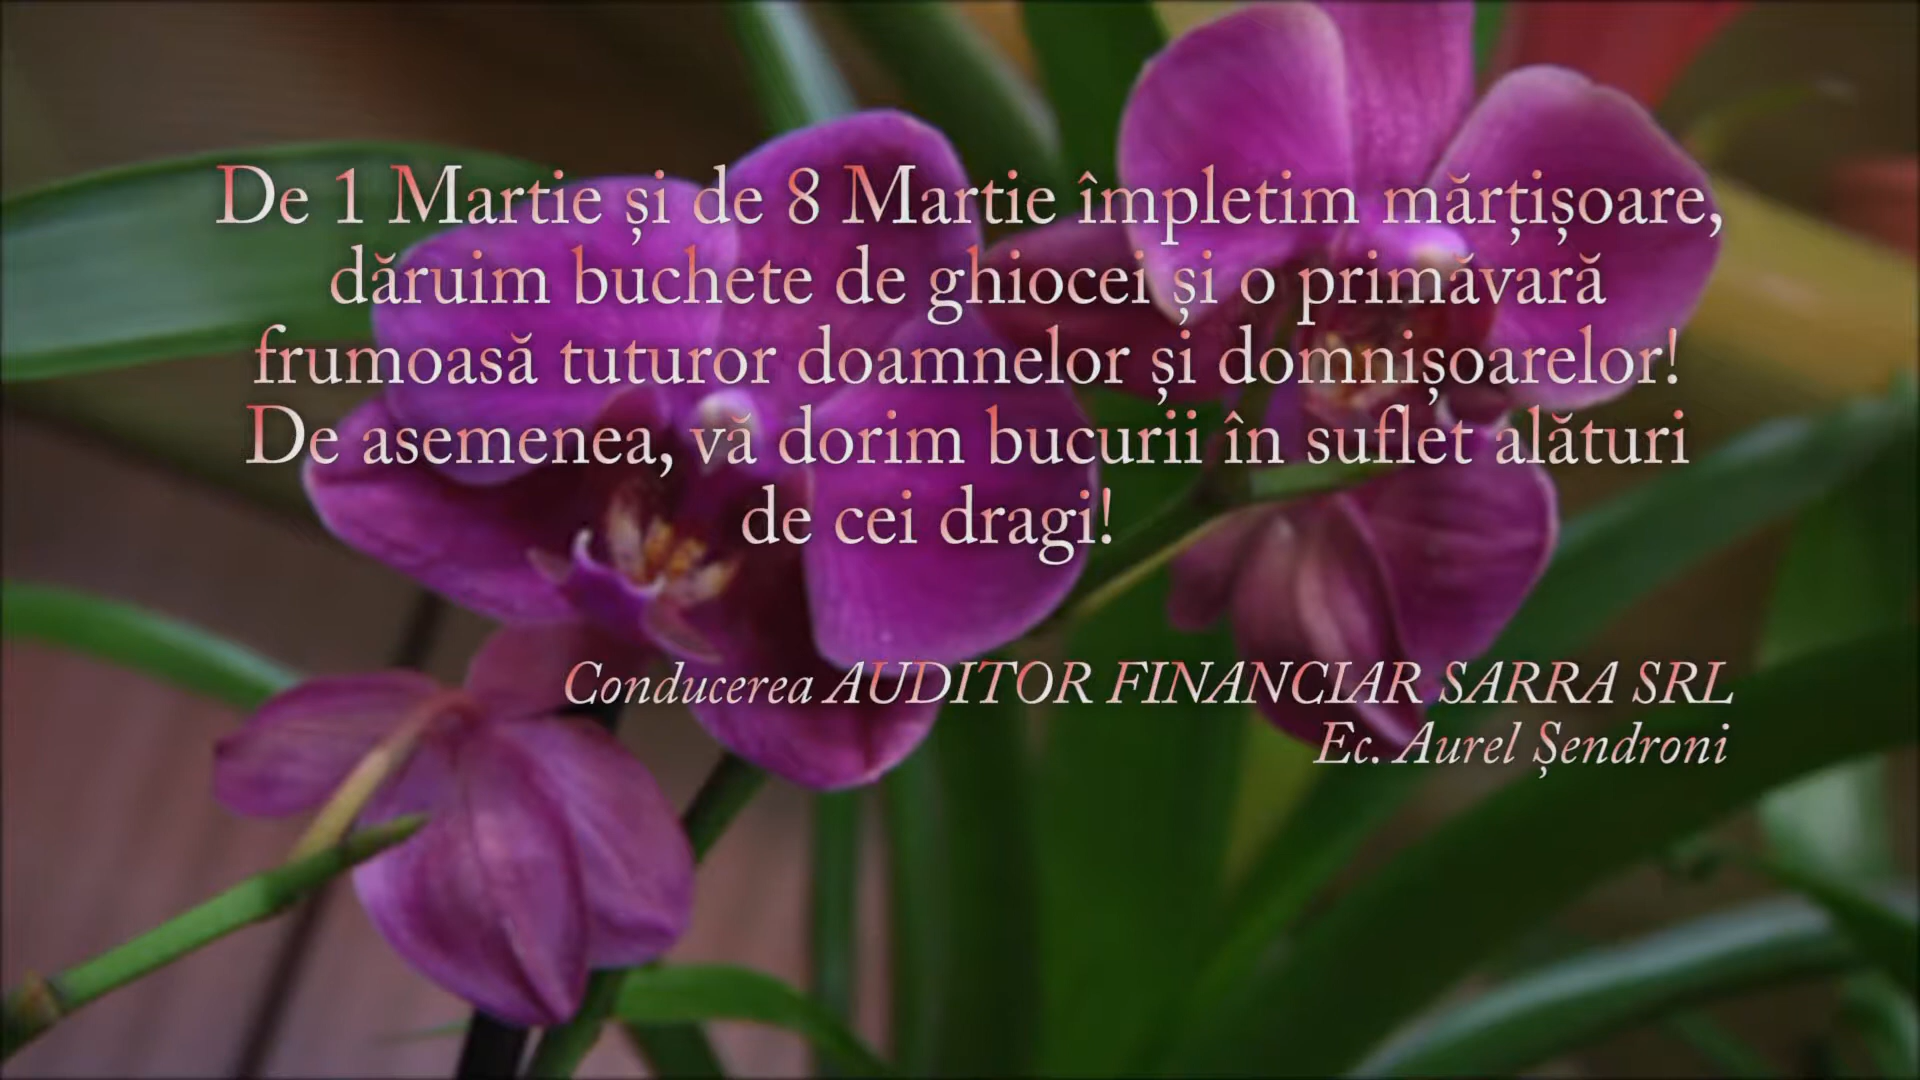 De 1 Martie și de 8 Martie împletim mărțișoare,
dăruim buchete de ghiocei și o primăvară
frumoasă tuturor doamnelor și domnișoarelor!
De asemenea, vă dorim bucurii în suflet alături
de cei dragi!
Conducerea AUDITOR FINANCIAR SARRA SRL
Ec. Aurel Șendroni